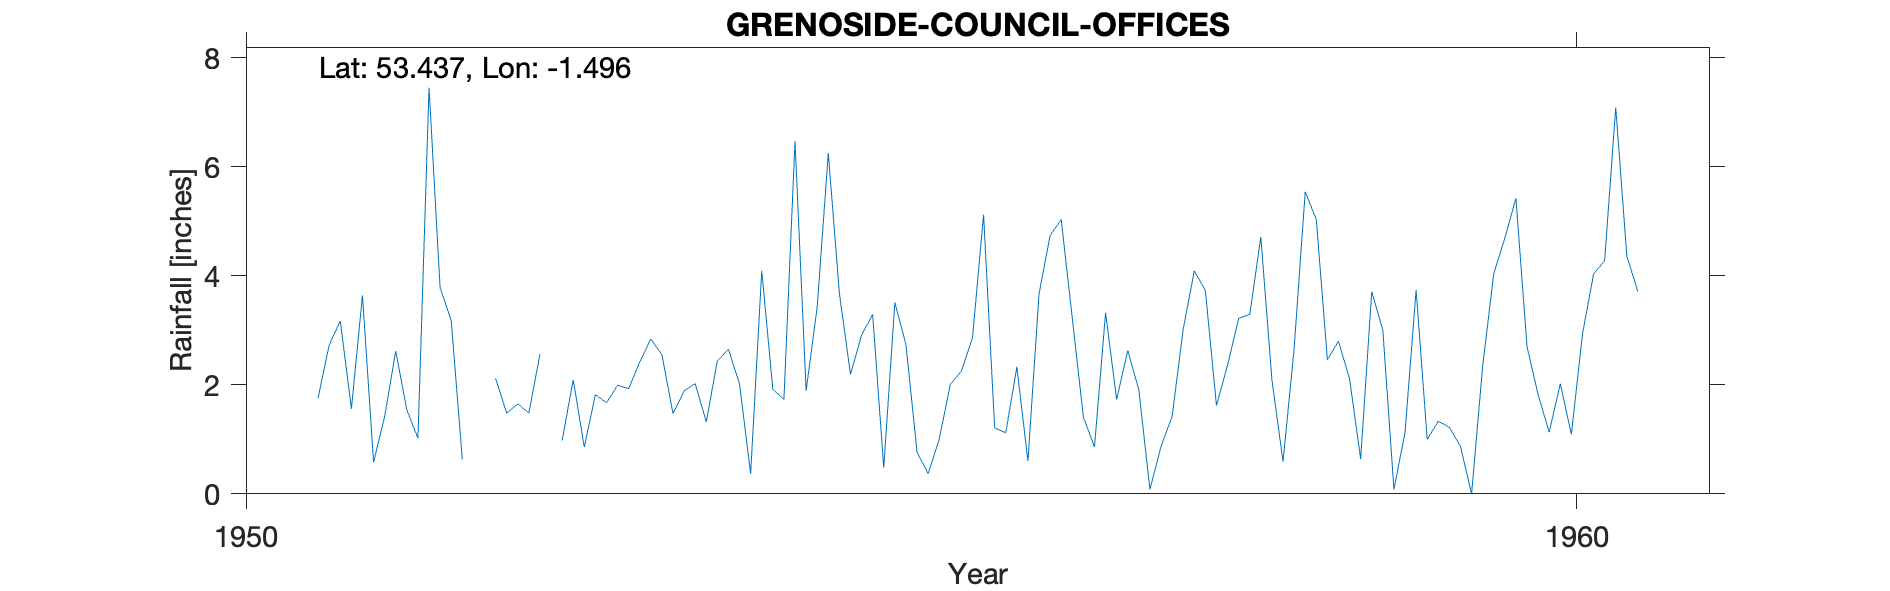 GRENOSIDE-COUNCIL-OFFICES
Lat: 53.437, Lon: -1.496
8
6
4
2
0
Rainfall [inches]
1950
1960
Year